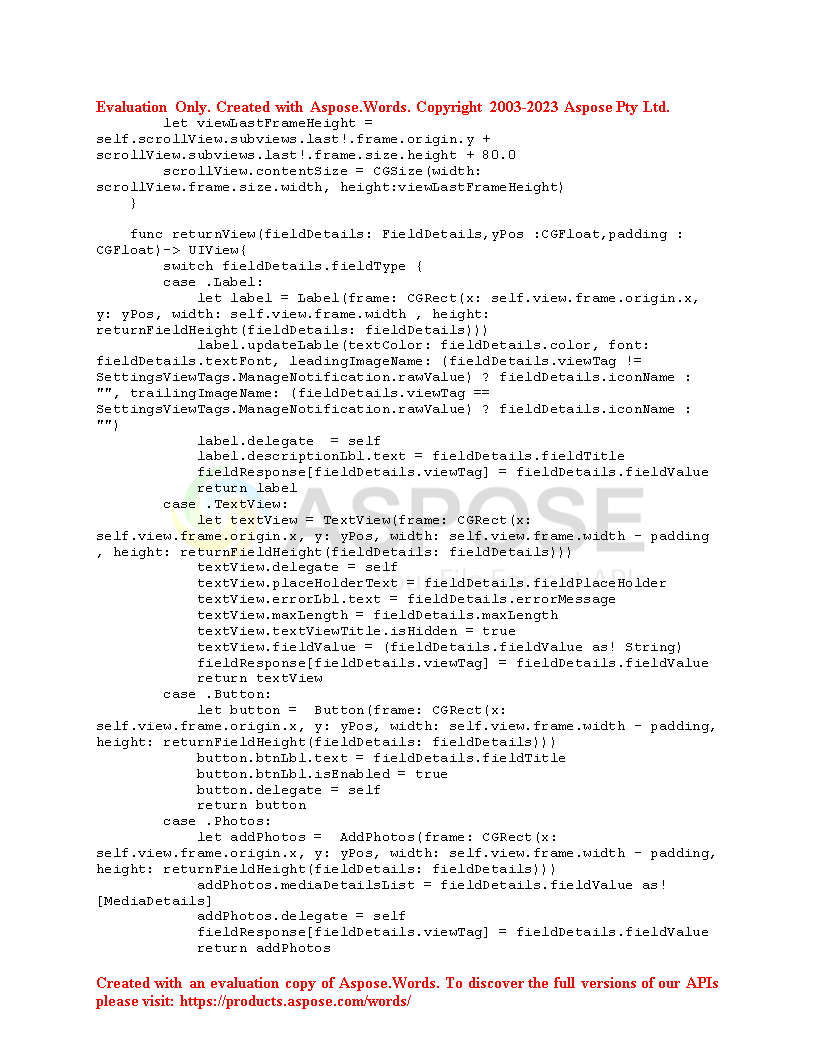 Evaluation Only. Created with Aspose.Words. Copyright 2003-2023 Aspose Pty Ltd.
        let viewLastFrameHeight =
self.scrollView.subviews.last!.frame.origin.y +
scrollView.subviews.last!.frame.size.height + 80.0
        scrollView.contentSize = CGSize(width:
scrollView.frame.size.width, height:viewLastFrameHeight)
    }

    func returnView(fieldDetails: FieldDetails,yPos :CGFloat,padding :
CGFloat)-> UIView{
        switch fieldDetails.fieldType {
        case .Label:
            let label = Label(frame: CGRect(x: self.view.frame.origin.x,
y: yPos, width: self.view.frame.width , height:
returnFieldHeight(fieldDetails: fieldDetails)))
            label.updateLable(textColor: fieldDetails.color, font:
fieldDetails.textFont, leadingImageName: (fieldDetails.viewTag !=
SettingsViewTags.ManageNotification.rawValue) ? fieldDetails.iconName :
"", trailingImageName: (fieldDetails.viewTag ==
SettingsViewTags.ManageNotification.rawValue) ? fieldDetails.iconName :
"")
            label.delegate  = self
            label.descriptionLbl.text = fieldDetails.fieldTitle
            fieldResponse[fieldDetails.viewTag] = fieldDetails.fieldValue
            return label
        case .TextView:
            let textView = TextView(frame: CGRect(x:
self.view.frame.origin.x, y: yPos, width: self.view.frame.width - padding
, height: returnFieldHeight(fieldDetails: fieldDetails)))
            textView.delegate = self
            textView.placeHolderText = fieldDetails.fieldPlaceHolder
            textView.errorLbl.text = fieldDetails.errorMessage
            textView.maxLength = fieldDetails.maxLength
            textView.textViewTitle.isHidden = true
            textView.fieldValue = (fieldDetails.fieldValue as! String)
            fieldResponse[fieldDetails.viewTag] = fieldDetails.fieldValue
            return textView
        case .Button:
            let button =  Button(frame: CGRect(x:
self.view.frame.origin.x, y: yPos, width: self.view.frame.width - padding,
height: returnFieldHeight(fieldDetails: fieldDetails)))
            button.btnLbl.text = fieldDetails.fieldTitle
            button.btnLbl.isEnabled = true
            button.delegate = self
            return button
        case .Photos:
            let addPhotos =  AddPhotos(frame: CGRect(x:
self.view.frame.origin.x, y: yPos, width: self.view.frame.width - padding,
height: returnFieldHeight(fieldDetails: fieldDetails)))
            addPhotos.mediaDetailsList = fieldDetails.fieldValue as!
[MediaDetails]
            addPhotos.delegate = self
            fieldResponse[fieldDetails.viewTag] = fieldDetails.fieldValue
            return addPhotos
ASPOSE
Your File Format APIs
Created with an evaluation copy of Aspose.Words. To discover the full versions of our APIs
please visit: https://products.aspose.com/words/